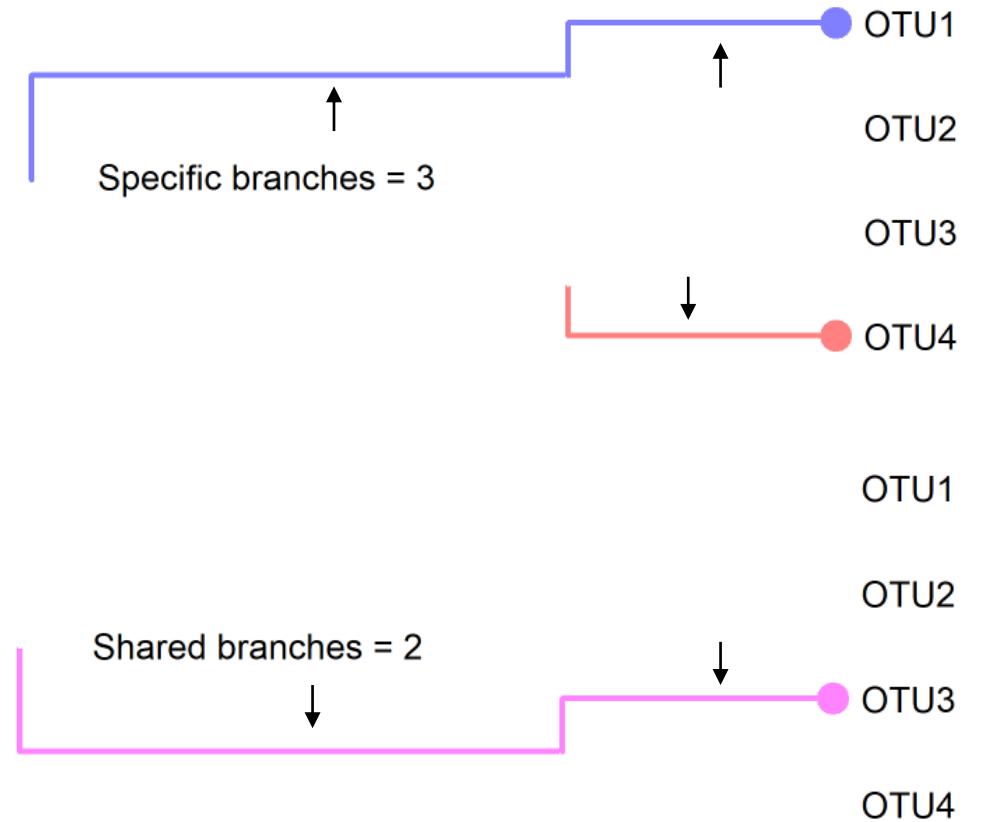 OTU1
OTU2
Specific branches = 3
OTU3
OTU4
OTU1
OTU2
Shared branches = 2
OTU3
OTU4